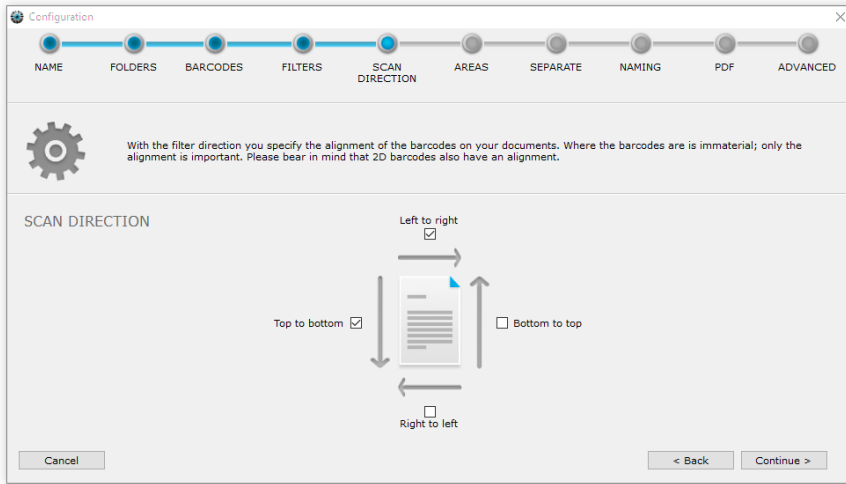 Configuration
NAME
FOLDERS
BARCODES
FILTERS
SCAN
DIRECTION
AREAS
SEPARATE
NAMING
PDF
ADVANCED
With the filter direction you specify the alignment of the barcodes on your documents. Where the barcodes are is immaterial; only the
alignment is important. Please bear in mind that 2D barcodes also have an alignment.
SCAN DIRECTION
Left to right
Top to bottom
Bottom to top
Right to left
Cancel
< Back
Continue >